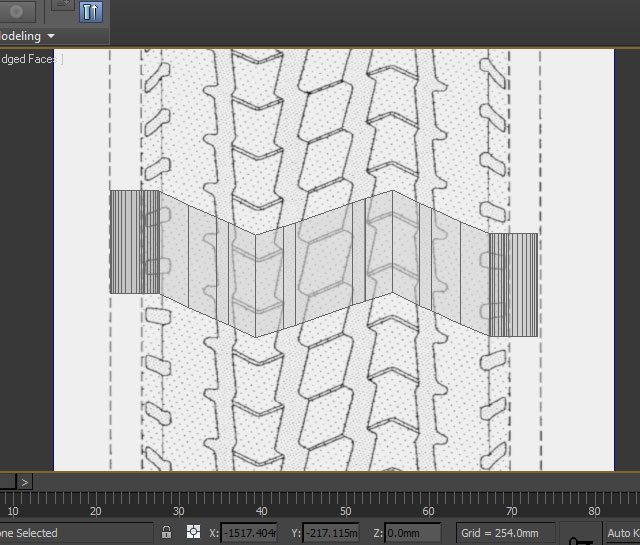 lodeling
dged Faces ]
>
10 20 30 40 50 60 70 80
one Selected X: -1517.404r Y: -217.115m Z: 0.0mm Grid = 254.0mm Auto K